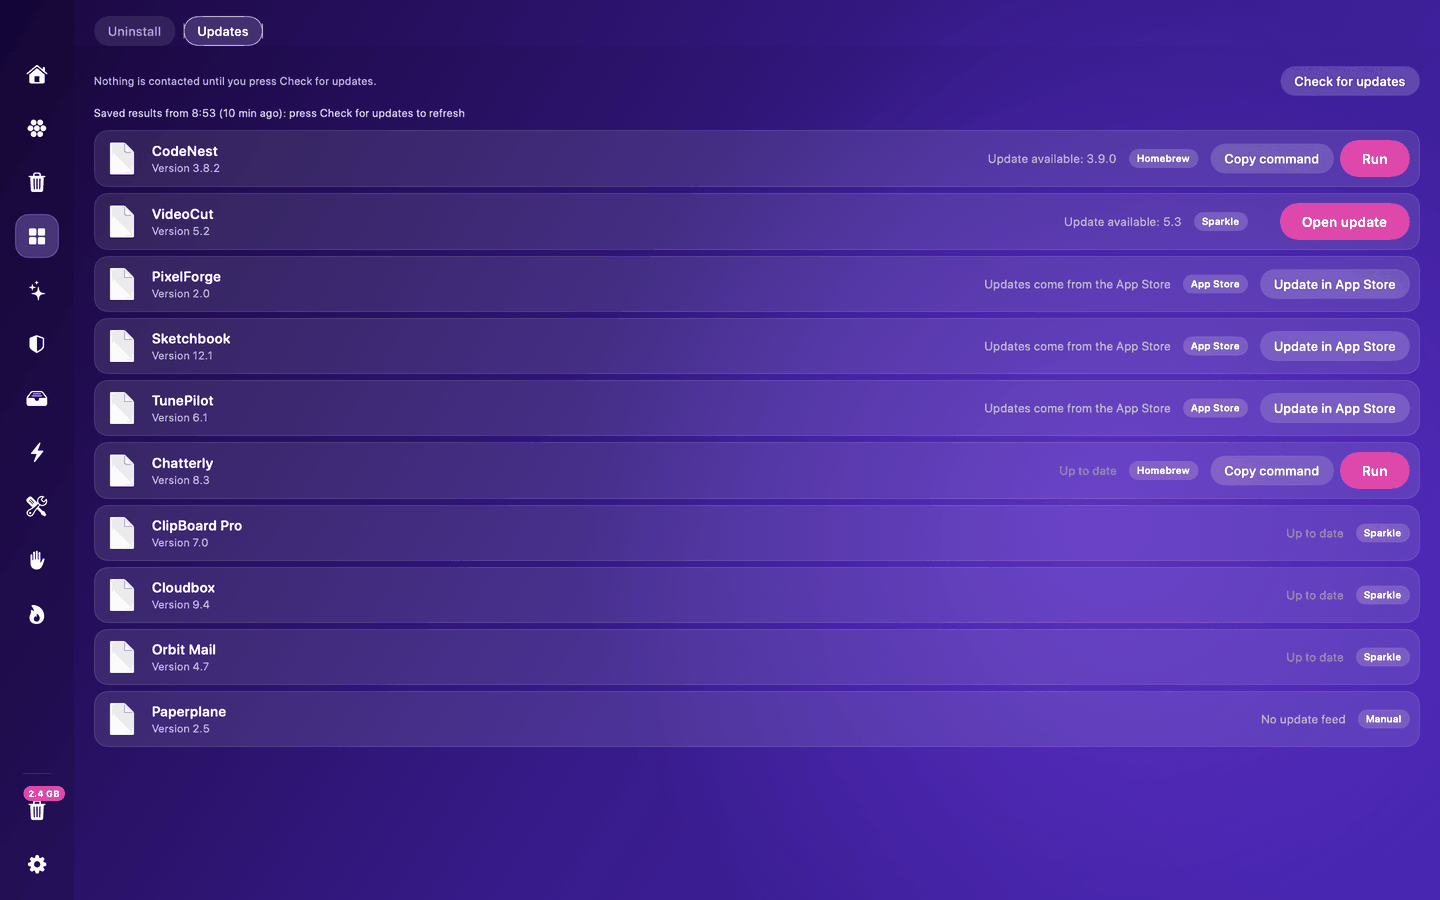 Uninstall
Updates
Nothing is contacted until you press Check for updates.
Check for updates
Saved results from 8:53 (10 min ago): press Check for updates to refresh
CodeNest
Version 3.8.2
Update available: 3.9.0
Homebrew
Copy command
Run
VideoCut
Version 5.2
Update available: 5.3
Sparkle
Open update
PixelForge
Version 2.0
Updates come from the App Store
App Store
Update in App Store
Sketchbook
Version 12.1
Updates come from the App Store
App Store
Update in App Store
TunePilot
Version 6.1
Updates come from the App Store
App Store
Update in App Store
Chatterly
Version 8.3
Up to date
Homebrew
Copy command
Run
ClipBoard Pro
Version 7.0
Up to date
Sparkle
Cloudbox
Version 9.4
Up to date
Sparkle
Orbit Mail
Version 4.7
Up to date
Sparkle
Paperplane
Version 2.5
No update feed
Manual
2.4 GB